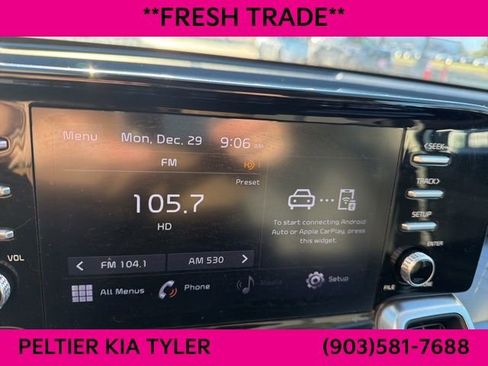 **FRESH TRADE**
Menu Mon, Dec. 29 9:06 AM
FM
Preset
105.7
HD
To start connecting Android
Auto or Apple CarPlay, press
this widget.
< FM 104.1 AM 530 >
All Menus Phone Setup
<SEEK
TRACK>
SETUP
ENTER
VOL
FILE
PELTIER KIA TYLER (903)581-7688